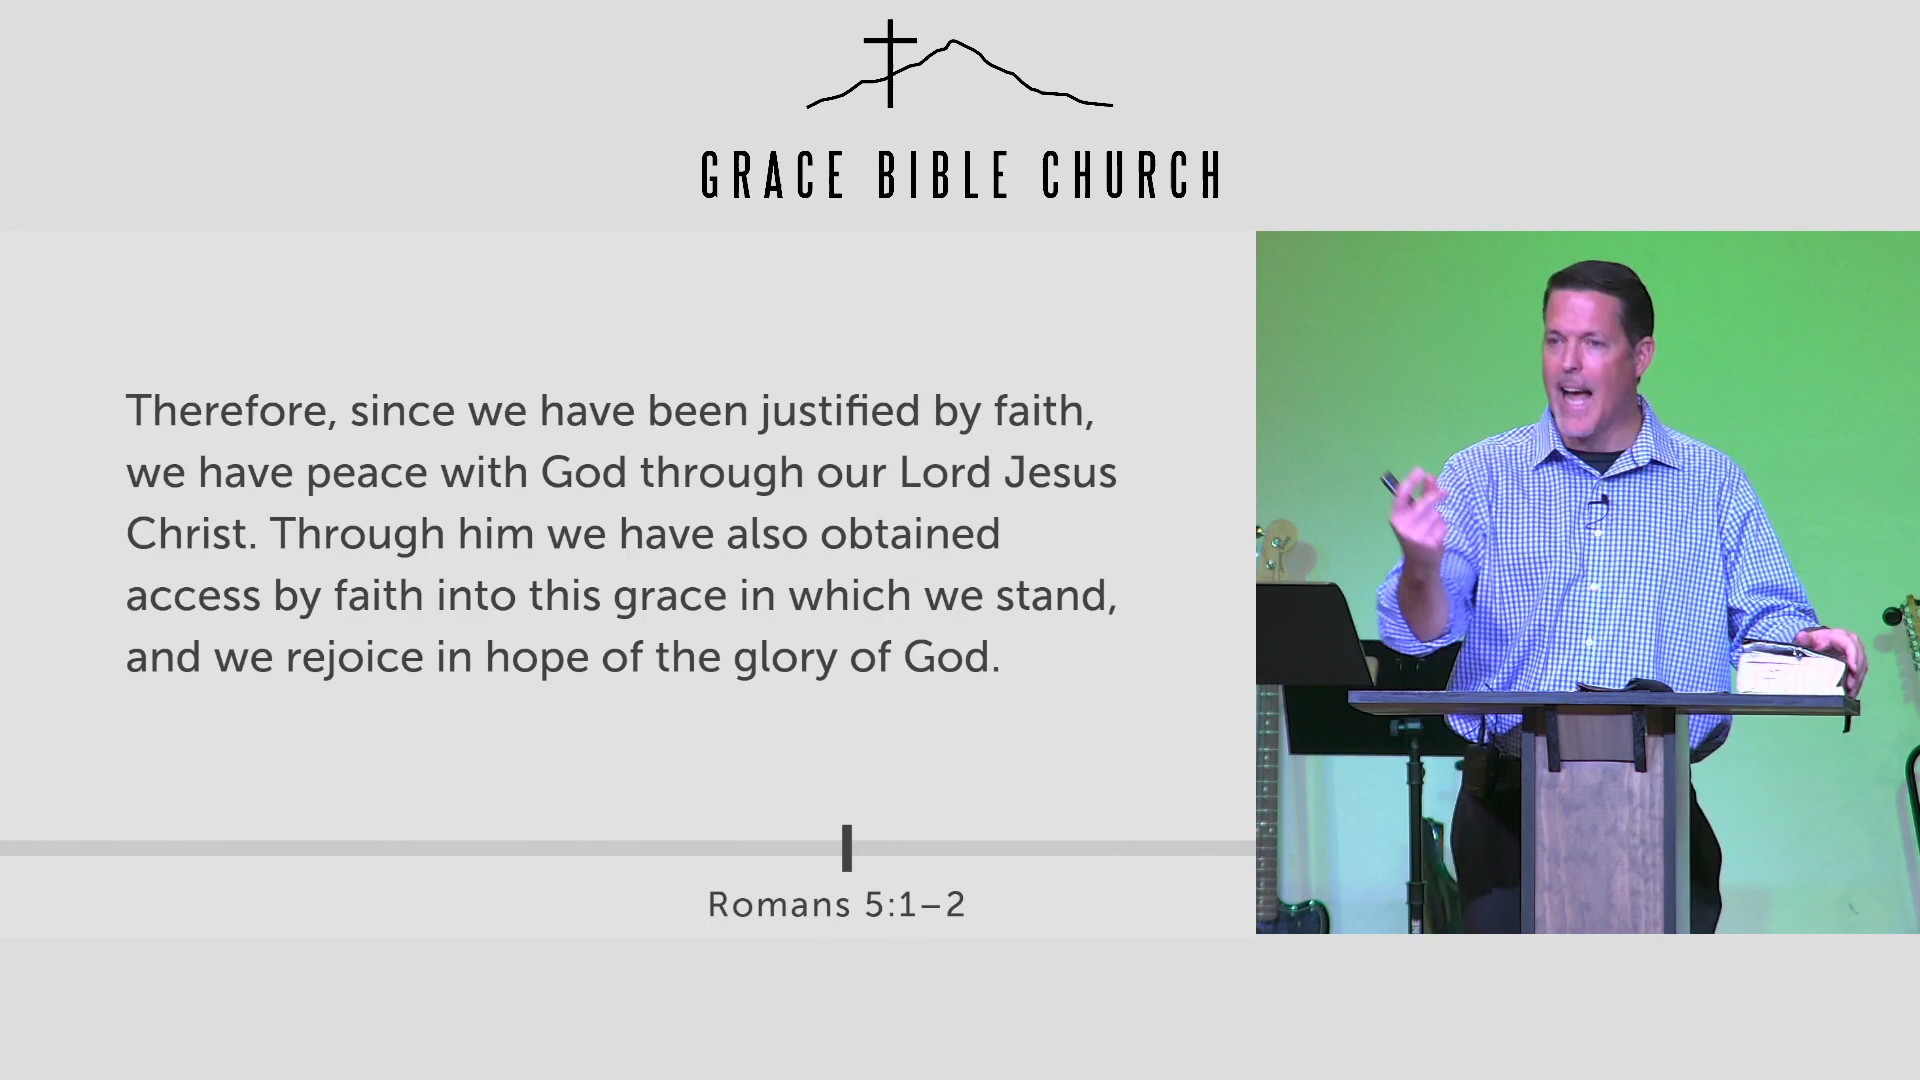 GRACE BIBLE CHURCH
Therefore, since we have been justified by faith,
we have peace with God through our Lord Jesus
Christ. Through him we have also obtained
access by faith into this grace in which we stand,
and we rejoice in hope of the glory of God.
Romans 5:1–2